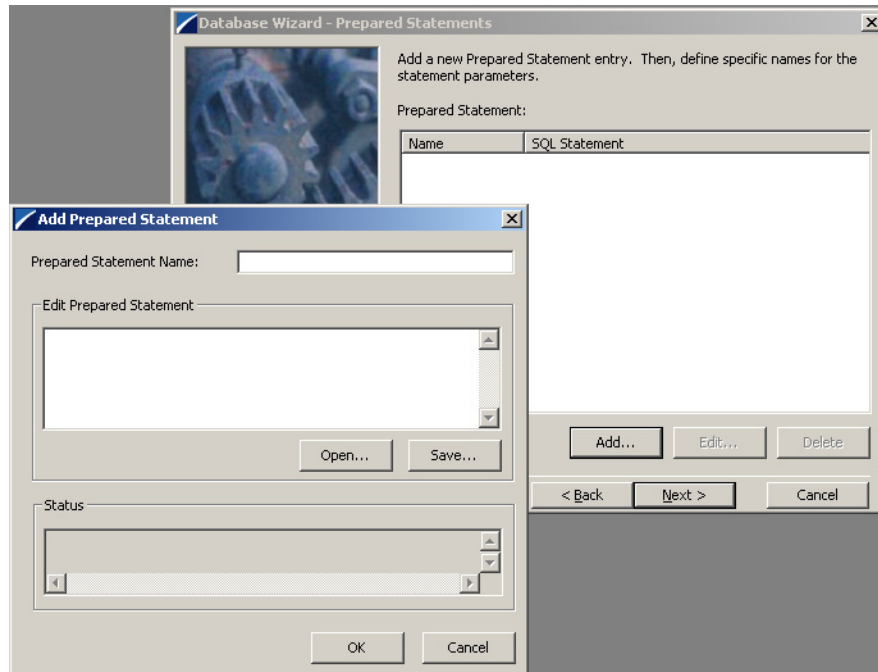 Database Wizard - Prepared Statements
Add a new Prepared Statement entry. Then, define specific names for the
statement parameters.
Prepared Statement:
Name SQL Statement
Add... Edit... Delete
< Back Next > Cancel
Add Prepared Statement
Prepared Statement Name:
Edit Prepared Statement
Open... Save...
Status
OK Cancel